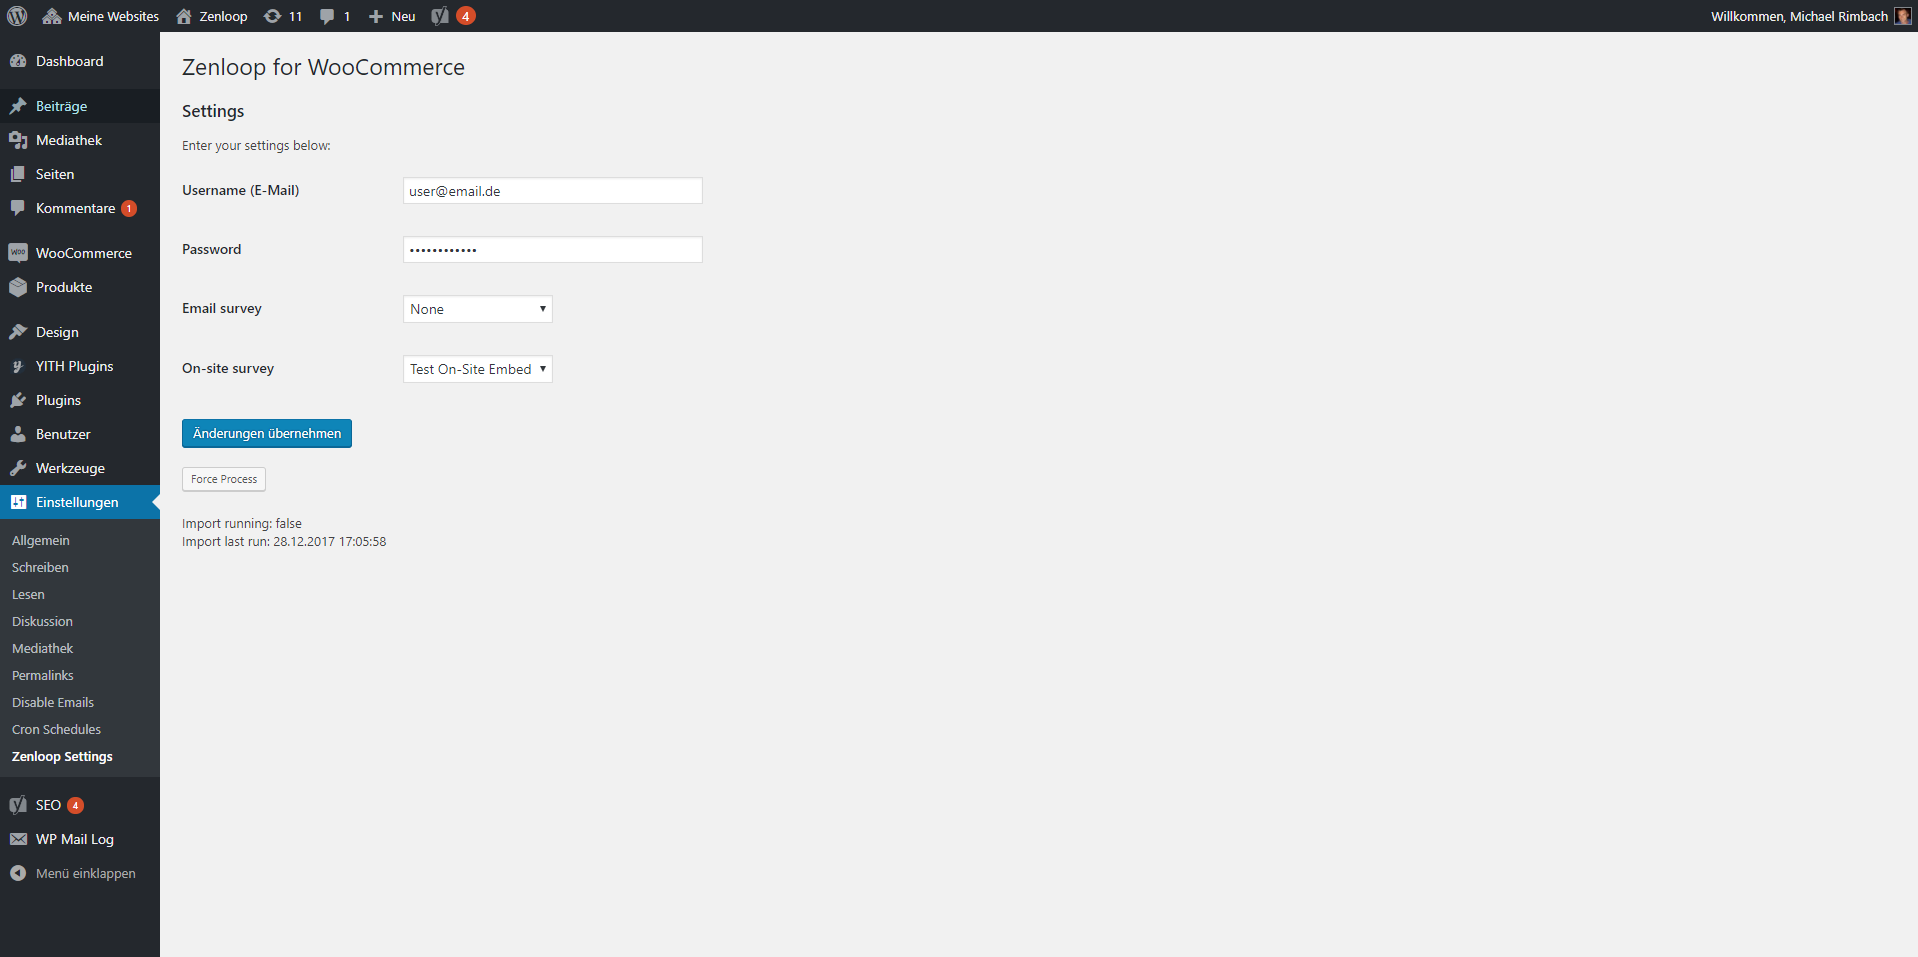 Meine Websites Zenloop 11 1 Neu 4 Willkommen, Michael Rimbach
Dashboard
Beiträge
Mediathek
Seiten
Kommentare 1
WooCommerce
Produkte
Design
YITH Plugins
Plugins
Benutzer
Werkzeuge
Einstellungen
Allgemein
Schreiben
Lesen
Diskussion
Mediathek
Permalinks
Disable Emails
Cron Schedules
Zenloop Settings
SEO 4
WP Mail Log
Menü einklappen
Zenloop for WooCommerce
Settings
Enter your settings below:
Username (E-Mail) user@email.de
Password ••••••••••••
Email survey None
On-site survey Test On-Site Embed
Änderungen übernehmen
Force Process
Import running: false
Import last run: 28.12.2017 17:05:58